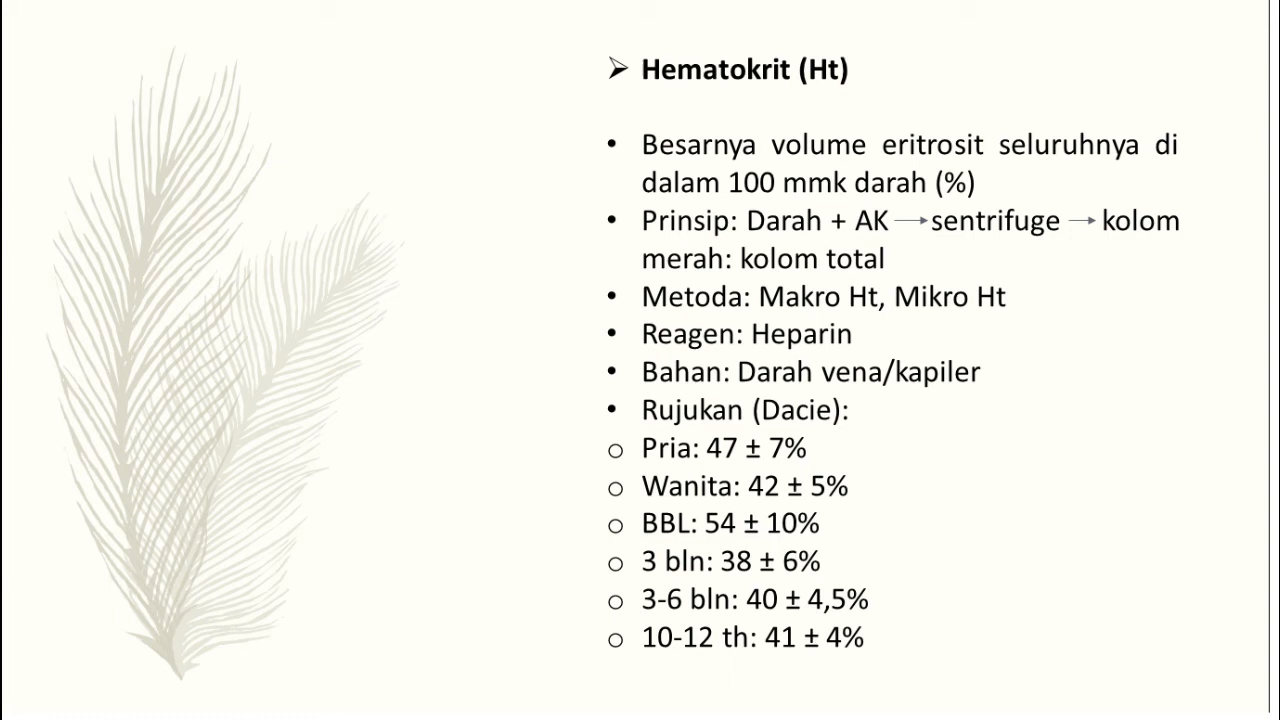 ➢ Hematokrit (Ht)
• Besarnya volume eritrosit seluruhnya di
dalam 100 mmk darah (%)
• Prinsip: Darah + AK → sentrifuge → kolom
merah: kolom total
• Metoda: Makro Ht, Mikro Ht
• Reagen: Heparin
• Bahan: Darah vena/kapiler
• Rujukan (Dacie):
o Pria: 47 ± 7%
o Wanita: 42 ± 5%
o BBL: 54 ± 10%
o 3 bln: 38 ± 6%
o 3-6 bln: 40 ± 4,5%
o 10-12 th: 41 ± 4%